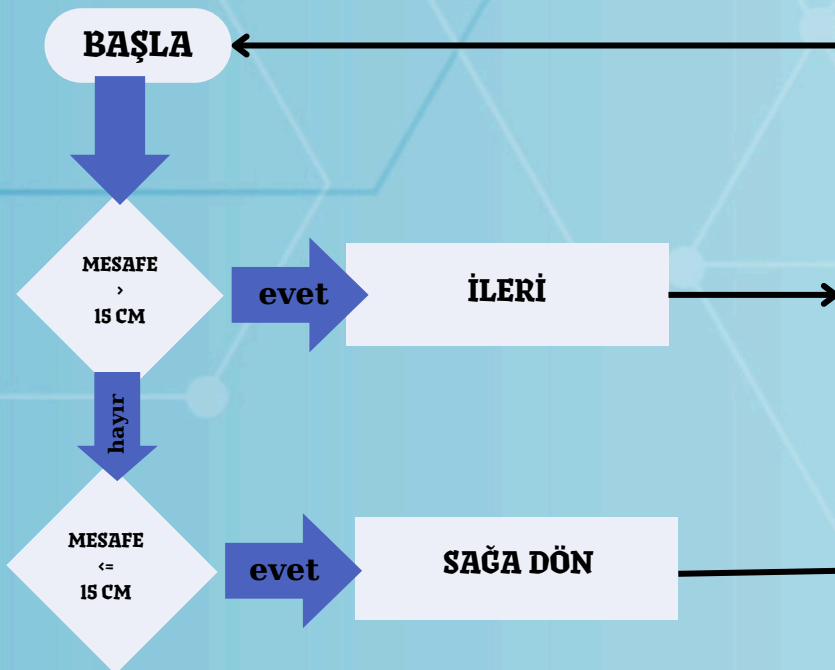 BAŞLA
MESAFE
>
15 CM
evet
İLERİ
hayır
MESAFE
<=
15 CM
evet
SAĞA DÖN